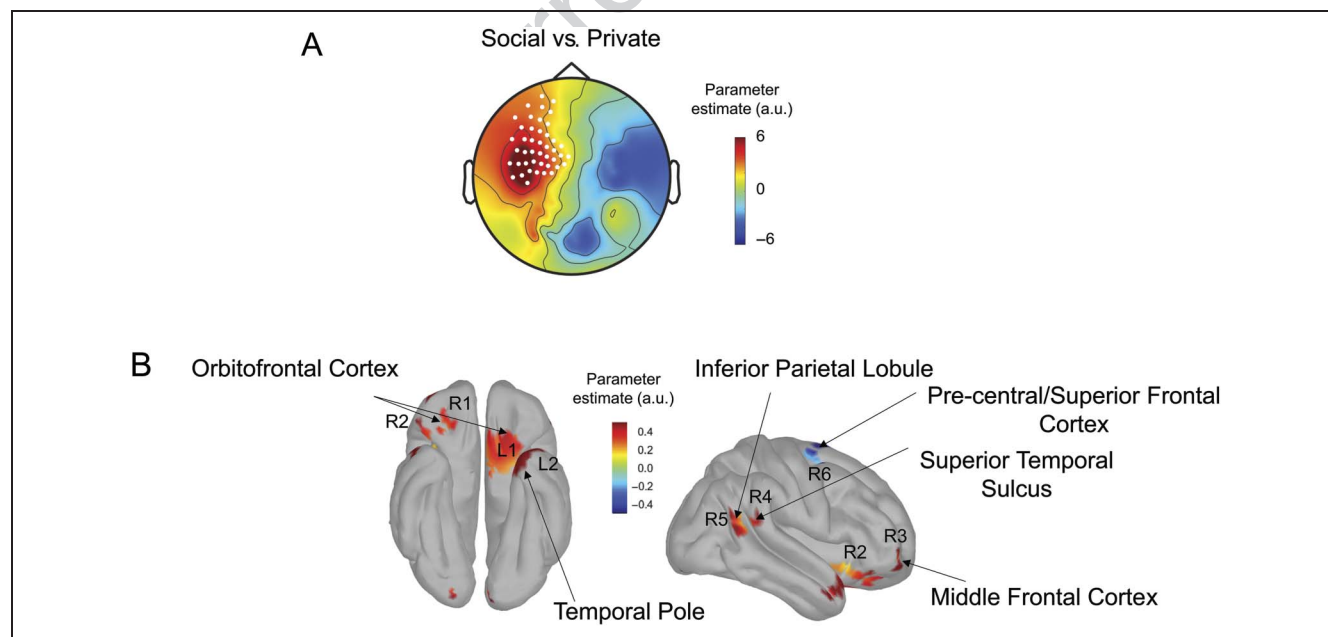 A
Social vs. Private
Parameter
estimate (a.u.)
6
0
−6
B
Orbitofrontal Cortex
R1
R2
L1
L2
Parameter
estimate (a.u.)
0.4
0.2
0.0
−0.2
−0.4
Temporal Pole
Inferior Parietal Lobule
Pre-central/Superior Frontal
Cortex
Superior Temporal
Sulcus
R6
R4
R5
R3
R2
Middle Frontal Cortex